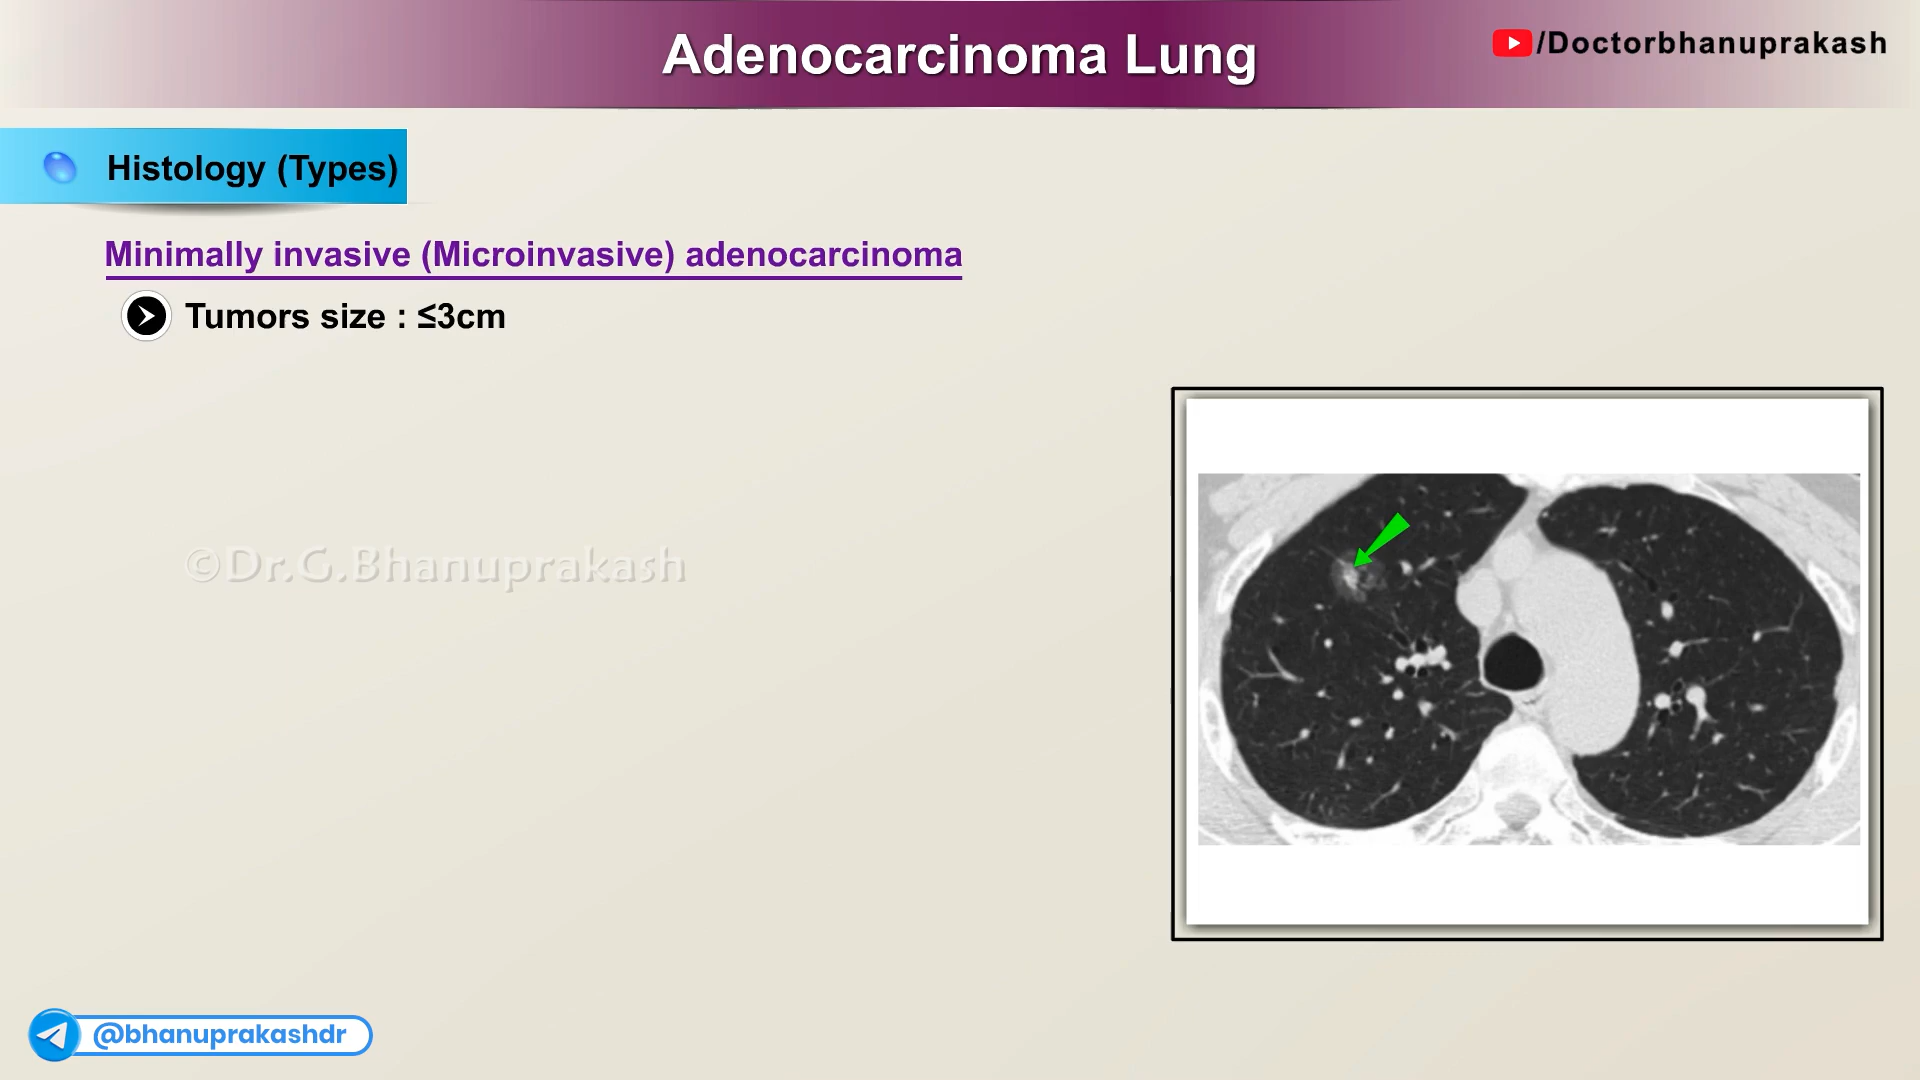 Adenocarcinoma Lung
/Doctorbhanuprakash
Histology (Types)
Minimally invasive (Microinvasive) adenocarcinoma
Tumors size : ≤3cm
©Dr.G.Bhanuprakash
@bhanuprakashdr